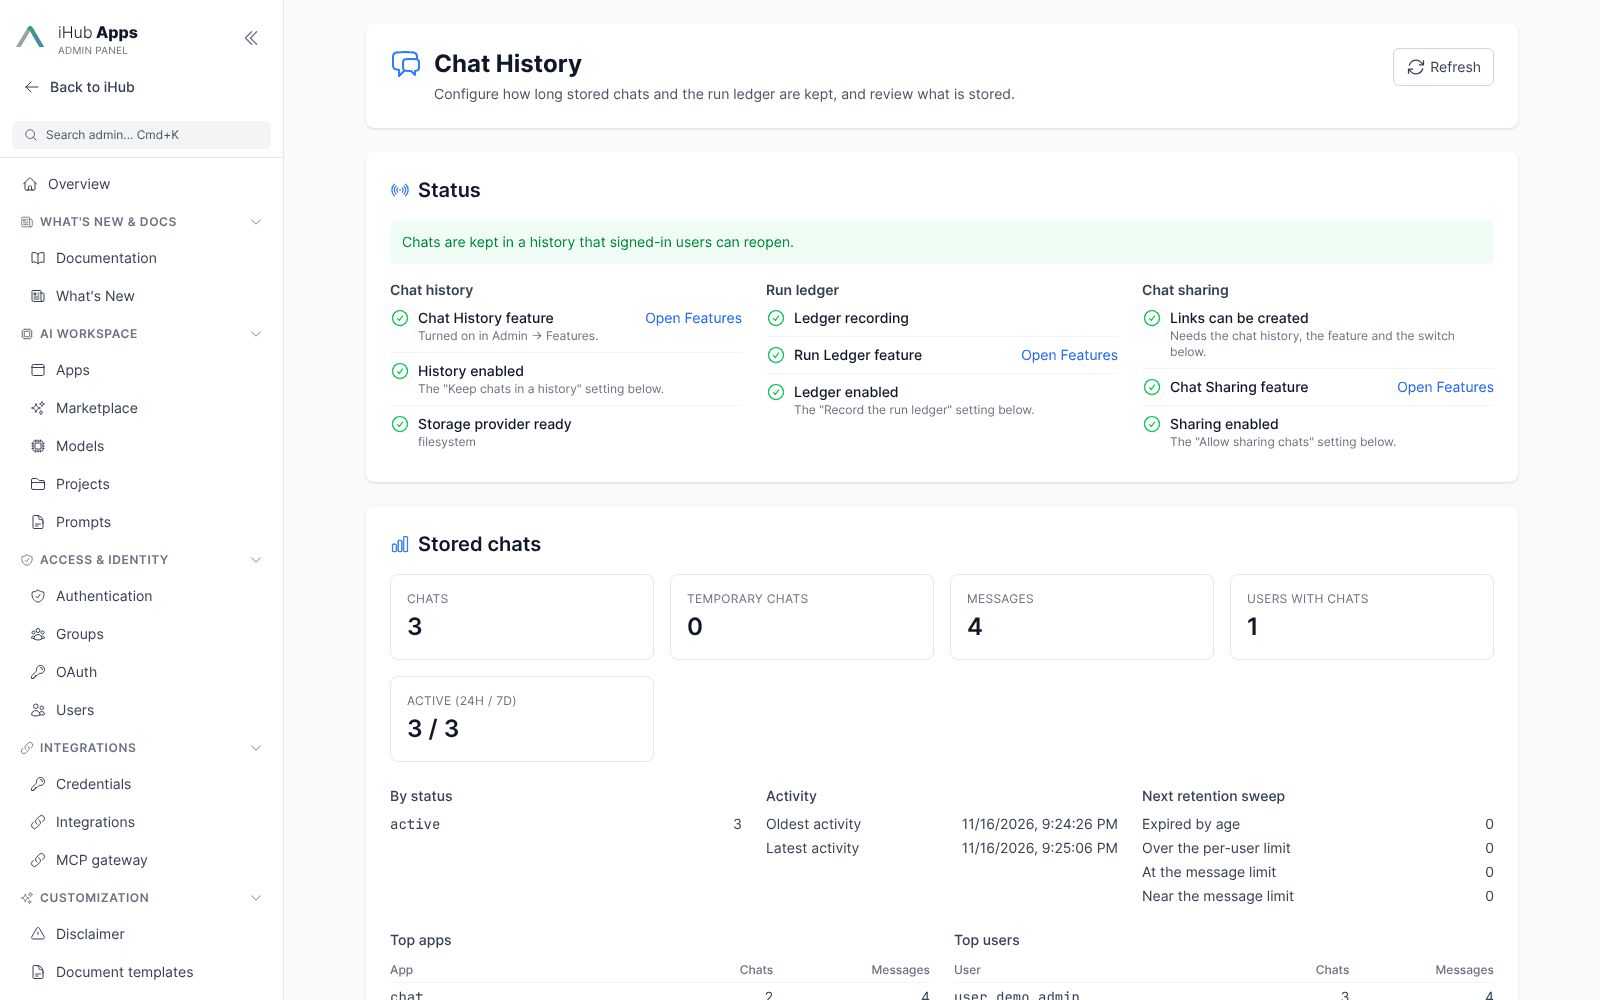 iHub Apps
ADMIN PANEL
Back to iHub
Search admin... Cmd+K
Overview
WHAT'S NEW & DOCS
Documentation
What's New
AI WORKSPACE
Apps
Marketplace
Models
Projects
Prompts
ACCESS & IDENTITY
Authentication
Groups
OAuth
Users
INTEGRATIONS
Credentials
Integrations
MCP gateway
CUSTOMIZATION
Disclaimer
Document templates
Chat History
Configure how long stored chats and the run ledger are kept, and review what is stored.
Refresh
Status
Chats are kept in a history that signed-in users can reopen.
Chat history
Chat History feature Open Features
Turned on in Admin → Features.
History enabled
The "Keep chats in a history" setting below.
Storage provider ready
filesystem
Run ledger
Ledger recording
Run Ledger feature Open Features
Ledger enabled
The "Record the run ledger" setting below.
Chat sharing
Links can be created
Needs the chat history, the feature and the switch
below.
Chat Sharing feature Open Features
Sharing enabled
The "Allow sharing chats" setting below.
Stored chats
CHATS
3
TEMPORARY CHATS
0
MESSAGES
4
USERS WITH CHATS
1
ACTIVE (24H / 7D)
3 / 3
By status
active 3
Activity
Oldest activity 11/16/2026, 9:24:26 PM
Latest activity 11/16/2026, 9:25:06 PM
Next retention sweep
Expired by age 0
Over the per-user limit 0
At the message limit 0
Near the message limit 0
Top apps
App Chats Messages
chat 2 4
Top users
User Chats Messages
user_demo_admin 3 4